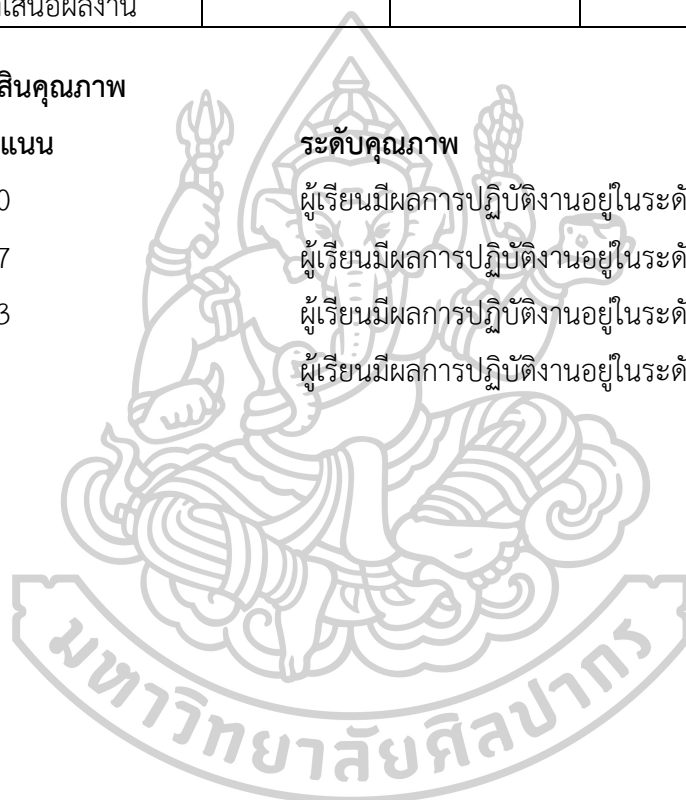 เสนอผลงาน
สินคุณภาพ
แนน ระดับคุณภาพ
0 ผู้เรียนมีผลการปฏิบัติงานอยู่ในระดั
7 ผู้เรียนมีผลการปฏิบัติงานอยู่ในระดั
3 ผู้เรียนมีผลการปฏิบัติงานอยู่ในระดั
ผู้เรียนมีผลการปฏิบัติงานอยู่ในระดั
มหาวิทยาลัยศิลปากร